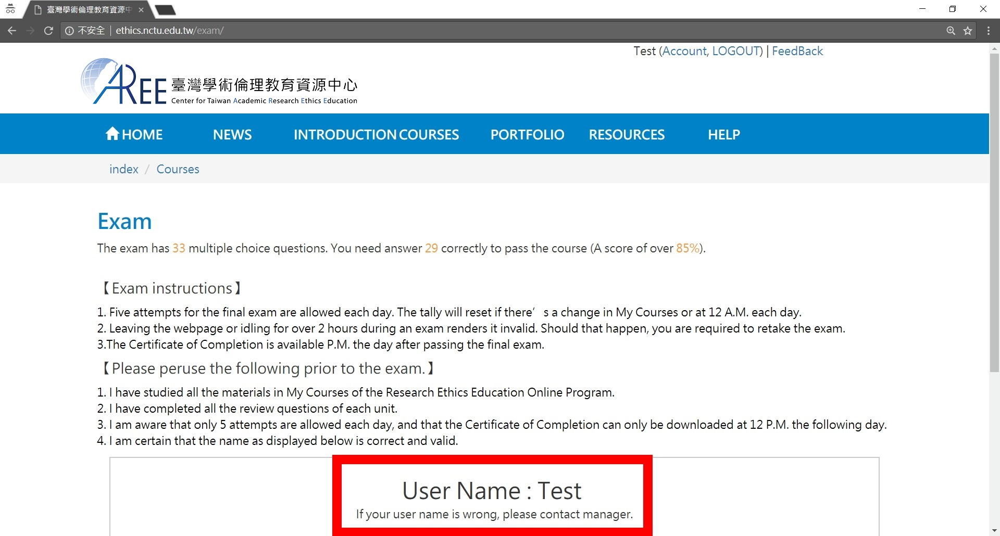 臺灣學術倫理教育資源中
不安全 | ethics.nctu.edu.tw/exam/
Test (Account, LOGOUT) | FeedBack
AREE 臺灣學術倫理教育資源中心
Center for Taiwan Academic Research Ethics Education
HOME NEWS INTRODUCTION COURSES PORTFOLIO RESOURCES HELP
index / Courses
Exam
The exam has 33 multiple choice questions. You need answer 29 correctly to pass the course (A score of over 85%).
【Exam instructions】
1. Five attempts for the final exam are allowed each day. The tally will reset if there’s a change in My Courses or at 12 A.M. each day.
2. Leaving the webpage or idling for over 2 hours during an exam renders it invalid. Should that happen, you are required to retake the exam.
3.The Certificate of Completion is available P.M. the day after passing the final exam.
【Please peruse the following prior to the exam.】
1. I have studied all the materials in My Courses of the Research Ethics Education Online Program.
2. I have completed all the review questions of each unit.
3. I am aware that only 5 attempts are allowed each day, and that the Certificate of Completion can only be downloaded at 12 P.M. the following day.
4. I am certain that the name as displayed below is correct and valid.
User Name : Test
If your user name is wrong, please contact manager.